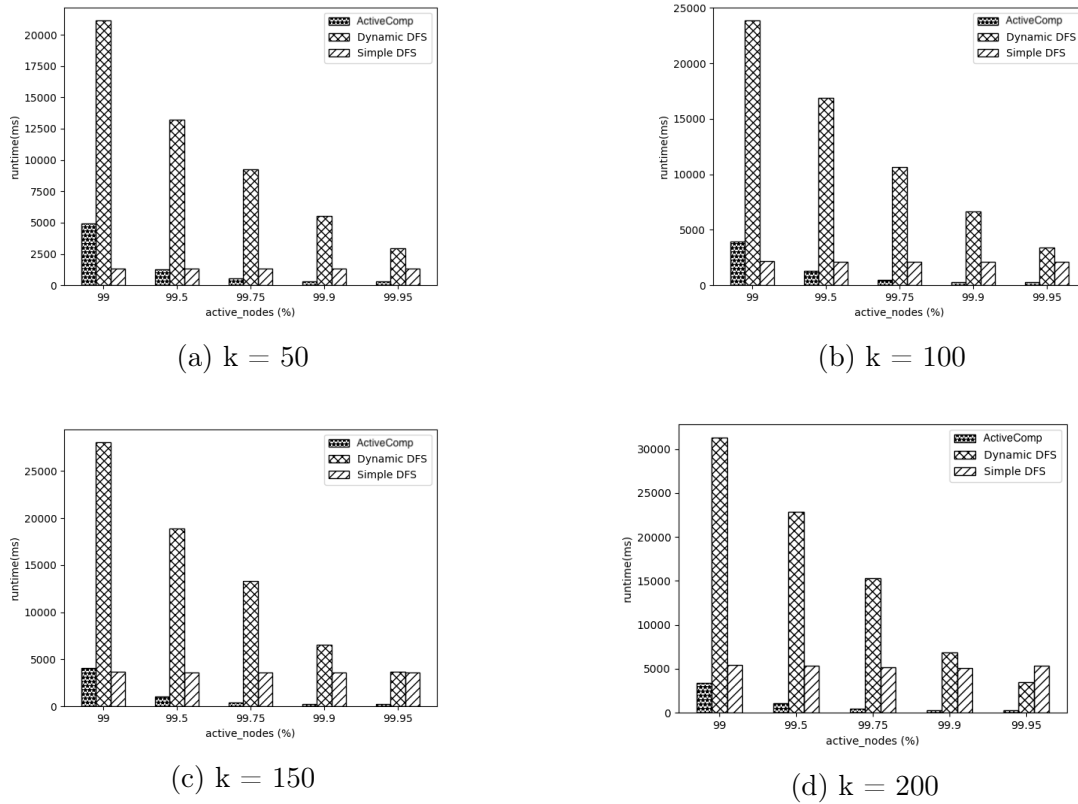 ActiveComp
Dynamic DFS
Simple DFS
20000
17500
15000
12500
10000
7500
5000
2500
0
runtime(ms)
99 99.5 99.75 99.9 99.95
active_nodes (%)
(a) k = 50
ActiveComp
Dynamic DFS
Simple DFS
25000
20000
15000
10000
5000
0
runtime(ms)
99 99.5 99.75 99.9 99.95
active_nodes (%)
(b) k = 100
ActiveComp
Dynamic DFS
Simple DFS
25000
20000
15000
10000
5000
0
runtime(ms)
99 99.5 99.75 99.9 99.95
active_nodes (%)
(c) k = 150
ActiveComp
Dynamic DFS
Simple DFS
30000
25000
20000
15000
10000
5000
0
runtime(ms)
99 99.5 99.75 99.9 99.95
active_nodes (%)
(d) k = 200